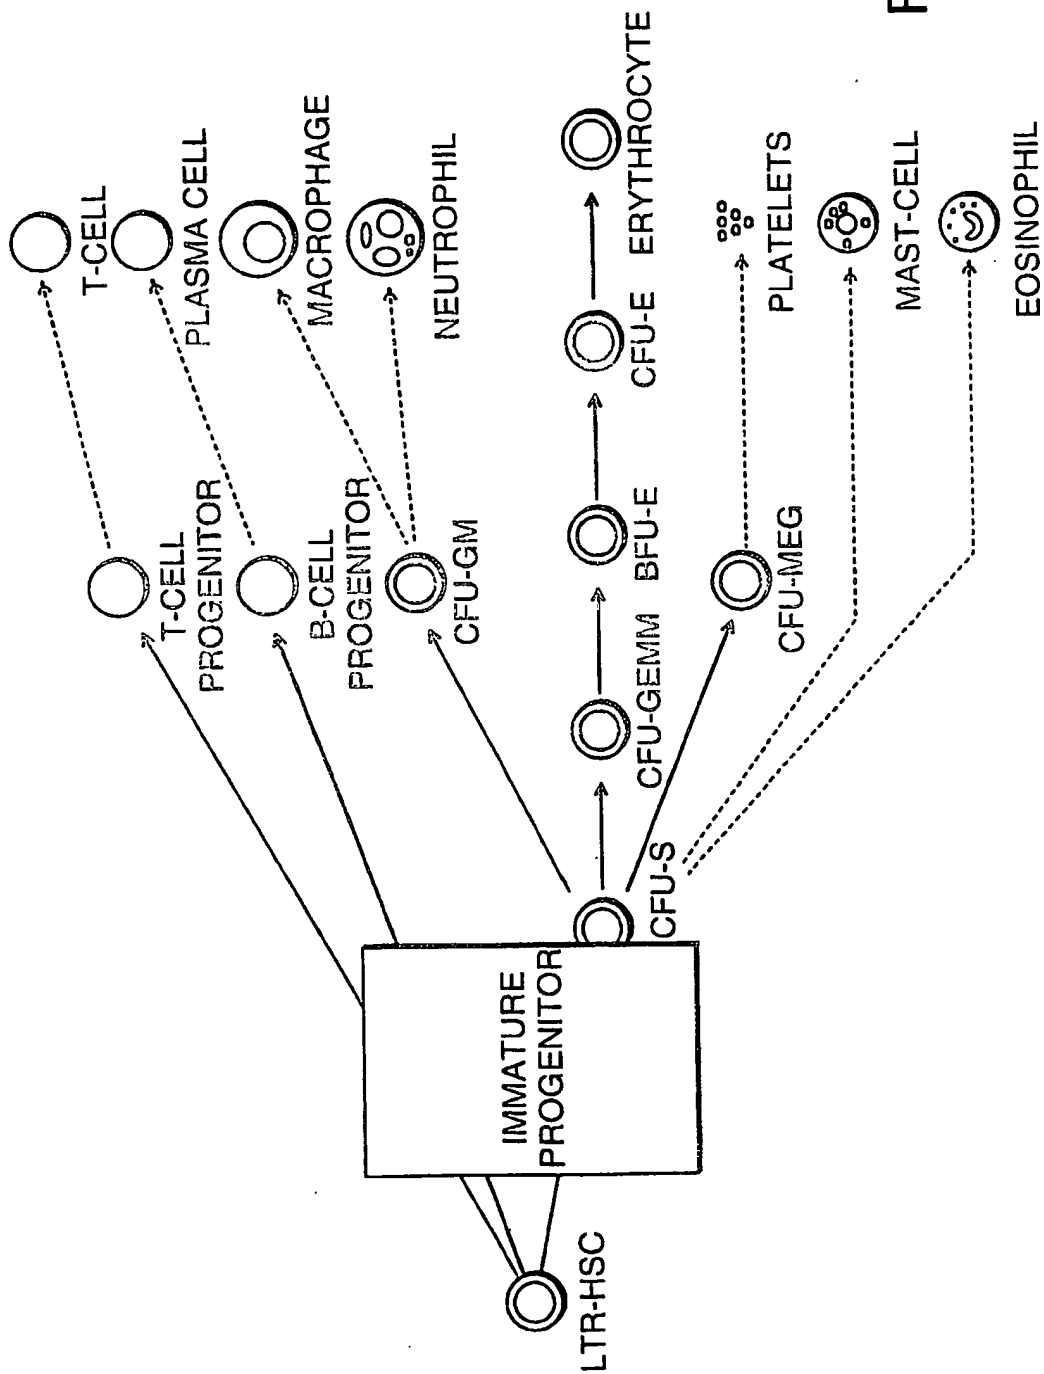 LTR-HSC
IMMATURE
PROGENITOR
CFU-S
T-CELL
PROGENITOR
B-CELL
PROGENITOR
CFU-GM
CFU-GEMM
BFU-E
CFU-E
ERYTHROCYTE
CFU-MEG
T-CELL
PLASMA CELL
MACROPHAGE
NEUTROPHIL
PLATELETS
MAST-CELL
EOSINOPHIL